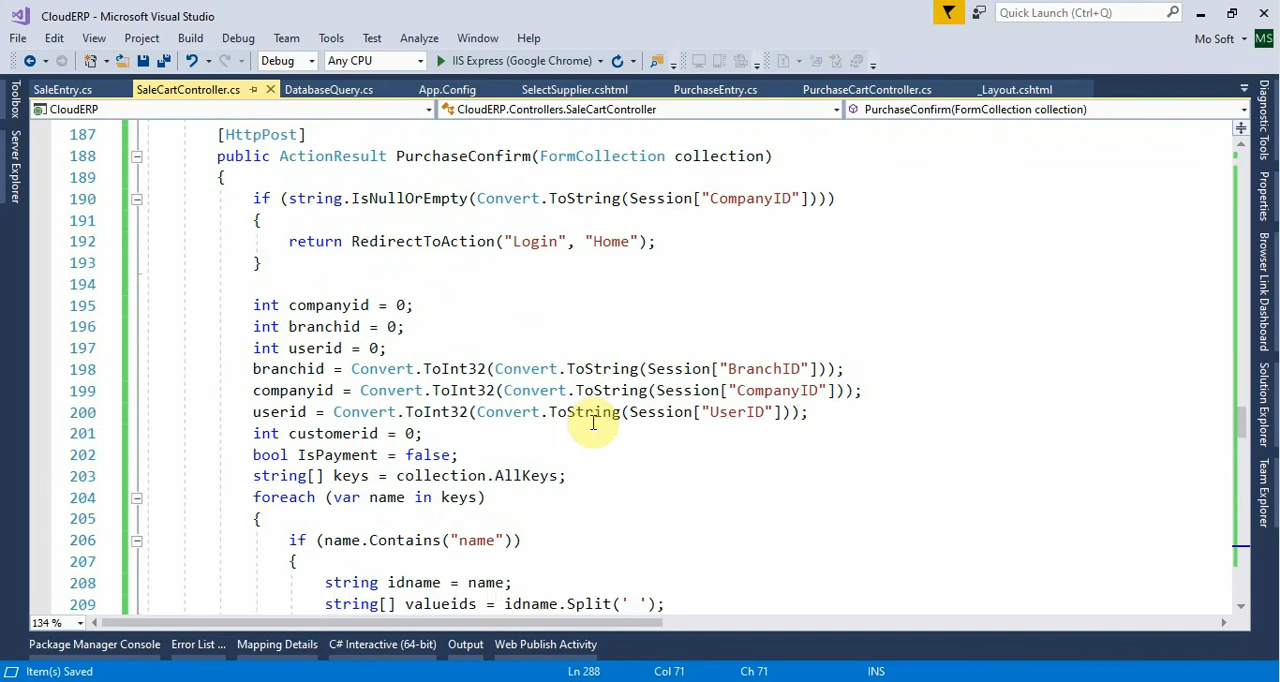 CloudERP - Microsoft Visual Studio
Quick Launch (Ctrl+Q)
File Edit View Project Build Debug Team Tools Test Analyze Window Help
Mo Soft MS
Debug Any CPU IIS Express (Google Chrome)
SaleEntry.cs SaleCartController.cs DatabaseQuery.cs App.Config SelectSupplier.cshtml PurchaseEntry.cs PurchaseCartController.cs _Layout.cshtml
CloudERP CloudERP.Controllers.SaleCartController PurchaseConfirm(FormCollection collection)
Toolbox
Server Explorer
187 [HttpPost]
188 public ActionResult PurchaseConfirm(FormCollection collection)
189 {
190 if (string.IsNullOrEmpty(Convert.ToString(Session["CompanyID"])))
191 {
192 return RedirectToAction("Login", "Home");
193 }
194
195 int companyid = 0;
196 int branchid = 0;
197 int userid = 0;
198 branchid = Convert.ToInt32(Convert.ToString(Session["BranchID"]));
199 companyid = Convert.ToInt32(Convert.ToString(Session["CompanyID"]));
200 userid = Convert.ToInt32(Convert.ToString(Session["UserID"]));
201 int customerid = 0;
202 bool IsPayment = false;
203 string[] keys = collection.AllKeys;
204 foreach (var name in keys)
205 {
206 if (name.Contains("name"))
207 {
208 string idname = name;
209 string[] valueids = idname.Split(' ');
Diagnostic Tools
Properties
Browser Link Dashboard
Solution Explorer
Team Explorer
134 %
Package Manager Console Error List ... Mapping Details C# Interactive (64-bit) Output Web Publish Activity
Item(s) Saved Ln 288 Col 71 Ch 71 INS